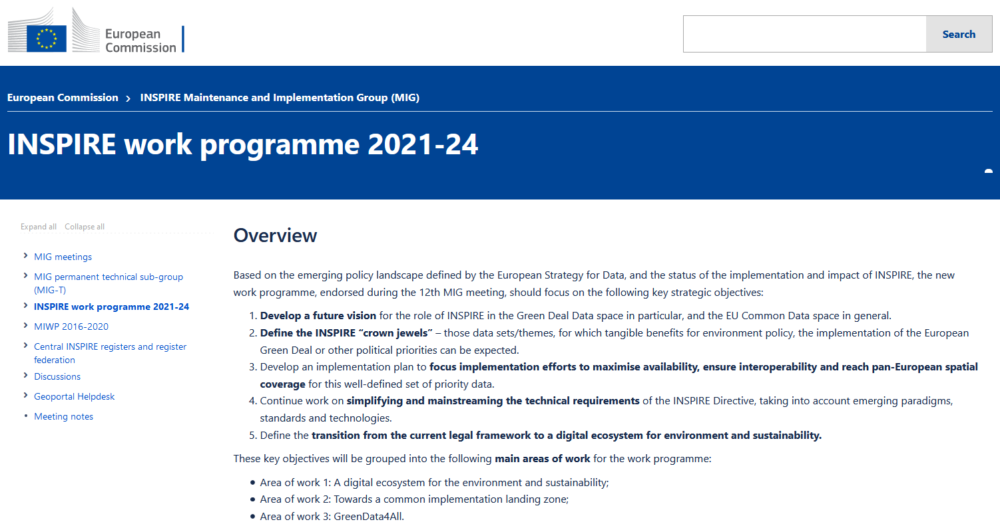 European
Commission
Search
European Commission > INSPIRE Maintenance and Implementation Group (MIG)
INSPIRE work programme 2021-24
Expand all Collapse all
MIG meetings
MIG permanent technical sub-group
(MIG-T)
INSPIRE work programme 2021-24
MIWP 2016-2020
Central INSPIRE registers and register
federation
Discussions
Geoportal Helpdesk
Meeting notes
Overview
Based on the emerging policy landscape defined by the European Strategy for Data, and the status of the implementation and impact of INSPIRE, the new
work programme, endorsed during the 12th MIG meeting, should focus on the following key strategic objectives:
1. Develop a future vision for the role of INSPIRE in the Green Deal Data space in particular, and the EU Common Data space in general.
2. Define the INSPIRE “crown jewels” – those data sets/themes, for which tangible benefits for environment policy, the implementation of the European
Green Deal or other political priorities can be expected.
3. Develop an implementation plan to focus implementation efforts to maximise availability, ensure interoperability and reach pan-European spatial
coverage for this well-defined set of priority data.
4. Continue work on simplifying and mainstreaming the technical requirements of the INSPIRE Directive, taking into account emerging paradigms,
standards and technologies.
5. Define the transition from the current legal framework to a digital ecosystem for environment and sustainability.
These key objectives will be grouped into the following main areas of work for the work programme:
• Area of work 1: A digital ecosystem for the environment and sustainability;
• Area of work 2: Towards a common implementation landing zone;
• Area of work 3: GreenData4All.